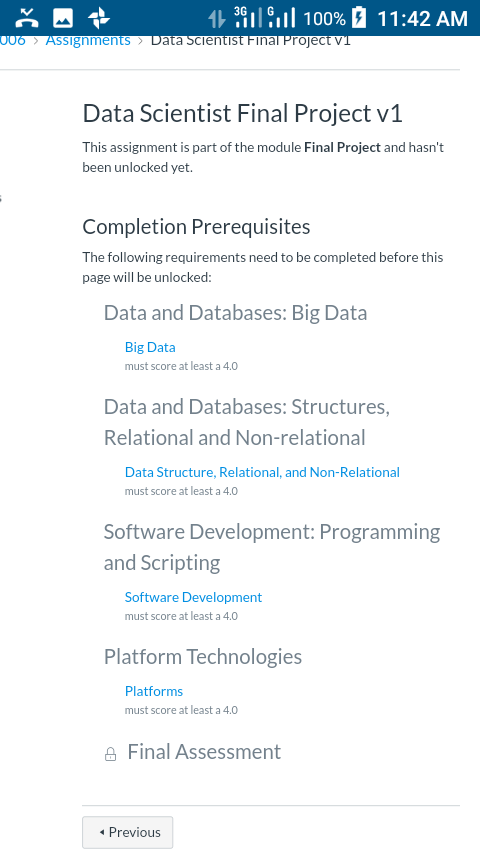 3G G 100% 11:42 AM
006 > Assignments > Data Scientist Final Project v1
Data Scientist Final Project v1
This assignment is part of the module Final Project and hasn't
been unlocked yet.
s
Completion Prerequisites
The following requirements need to be completed before this
page will be unlocked:
Data and Databases: Big Data
Big Data
must score at least a 4.0
Data and Databases: Structures,
Relational and Non-relational
Data Structure, Relational, and Non-Relational
must score at least a 4.0
Software Development: Programming
and Scripting
Software Development
must score at least a 4.0
Platform Technologies
Platforms
must score at least a 4.0
Final Assessment
Previous